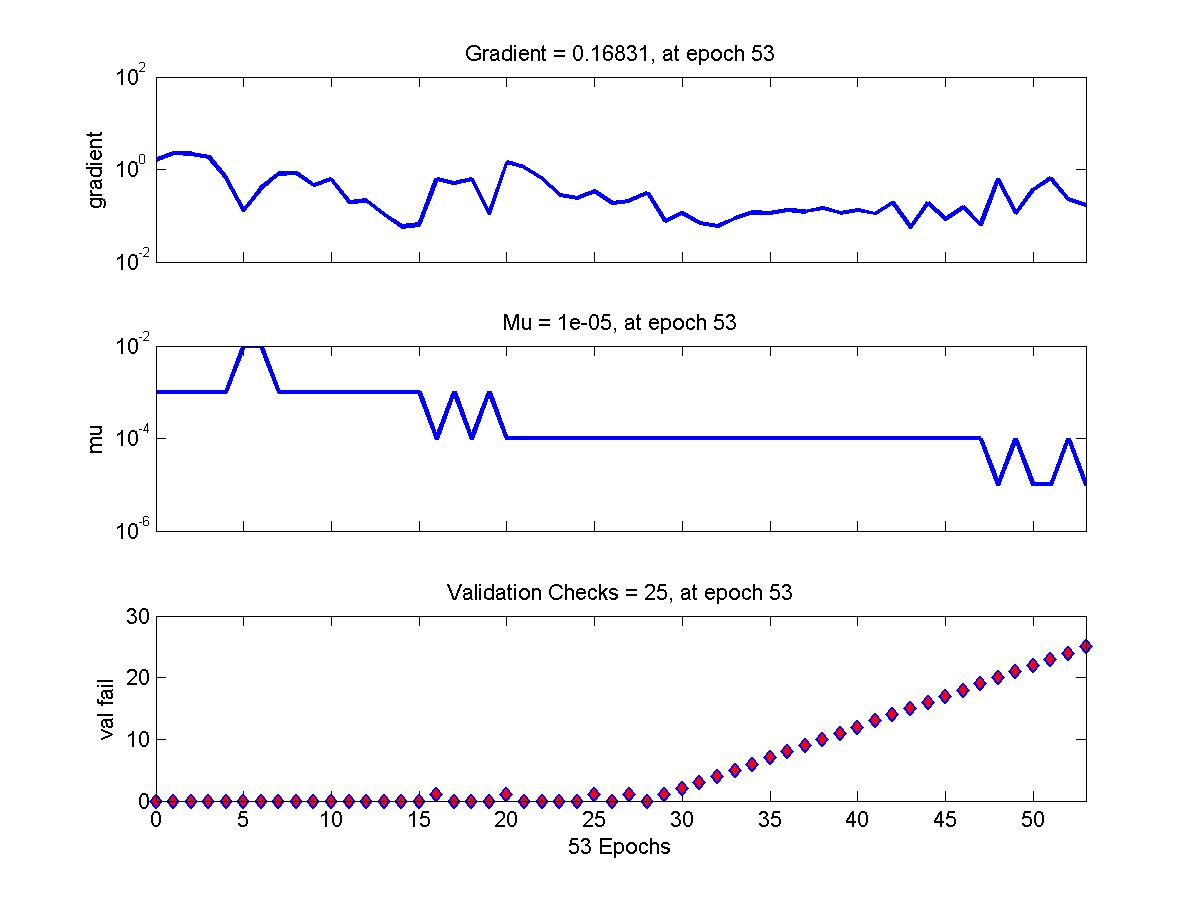 Gradient = 0.16831, at epoch 53
10^2
10^0
10^-2
gradient
Mu = 1e-05, at epoch 53
10^-2
10^-4
10^-6
mu
Validation Checks = 25, at epoch 53
30
20
10
0
val fail
0 5 10 15 20 25 30 35 40 45 50
53 Epochs